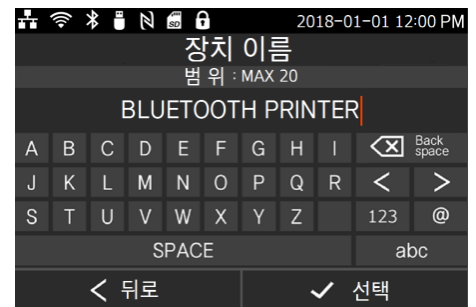 SD 2018-01-01 12:00 PM
장치 이름
범 위 : MAX 20
BLUETOOTH PRINTER
A B C D E F G H I Back space
J K L M N O P Q R < >
S T U V W X Y Z 123 @
SPACE abc
< 뒤로 선택